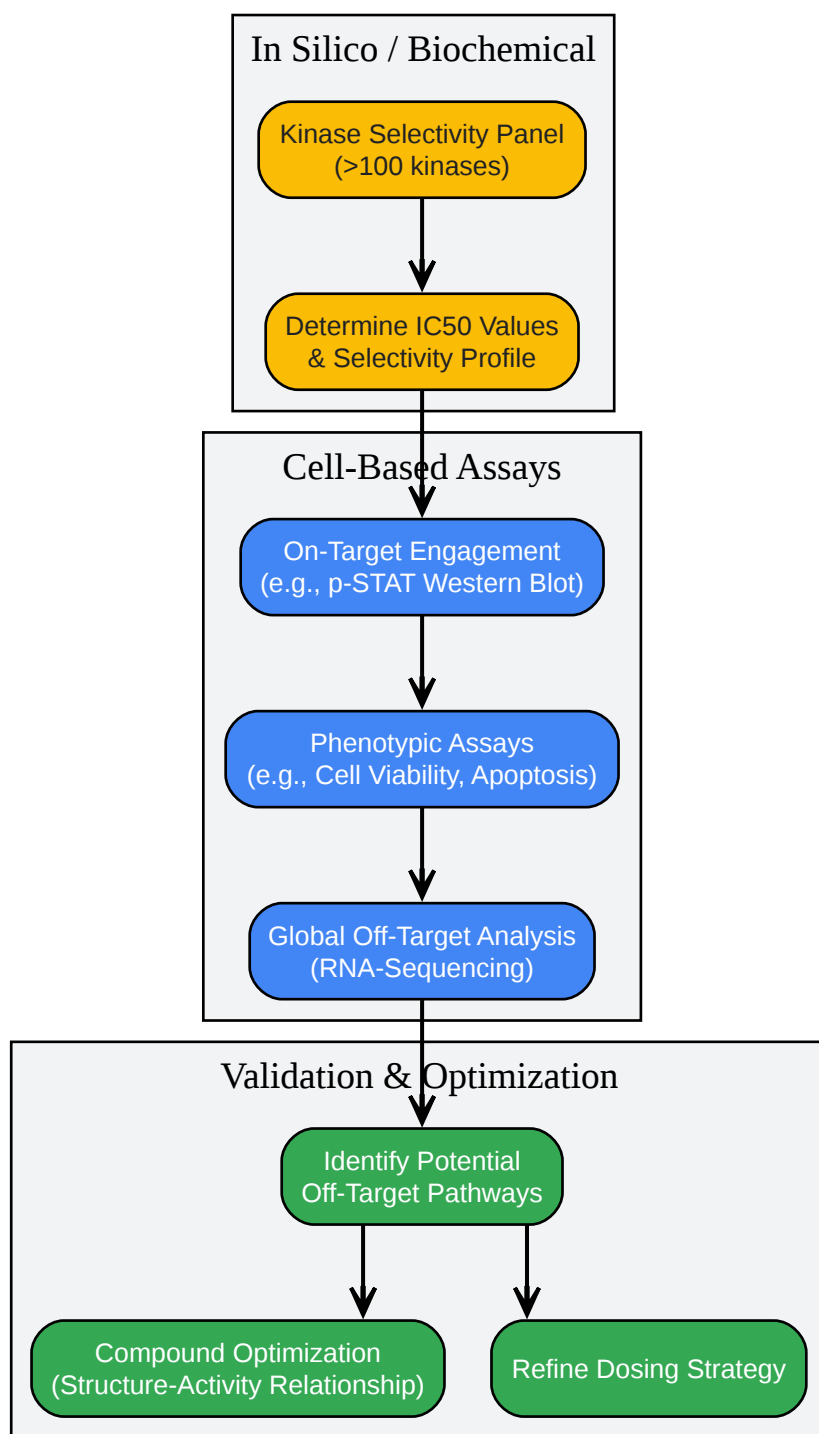 In Silico / Biochemical
Kinase Selectivity Panel
(>100 kinases)
Determine IC50 Values
& Selectivity Profile
Cell-Based Assays
On-Target Engagement
(e.g., p-STAT Western Blot)
Phenotypic Assays
(e.g., Cell Viability, Apoptosis)
Global Off-Target Analysis
(RNA-Sequencing)
Validation & Optimization
Identify Potential
Off-Target Pathways
Compound Optimization
(Structure-Activity Relationship)
Refine Dosing Strategy